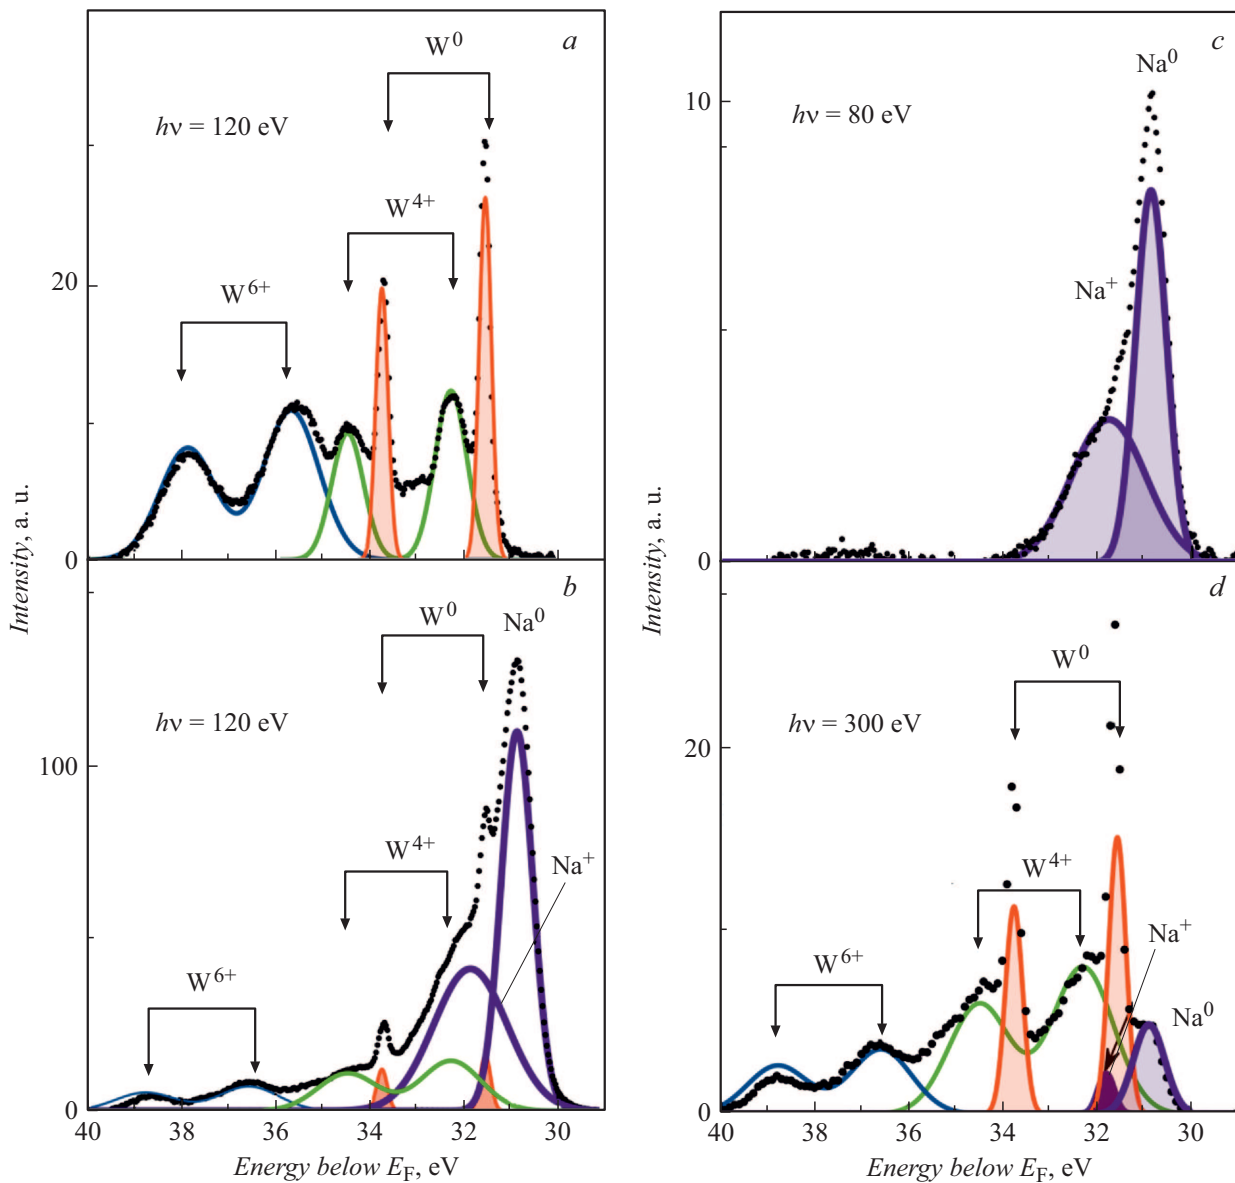 a
W⁰
hν = 120 eV
W⁴⁺
20
W⁶⁺
0
Intensity, a. u.
b
W⁰
Na⁰
hν = 120 eV
100
W⁴⁺
Na⁺
W⁶⁺
0
40 38 36 34 32 30
Energy below E_F, eV
c
Na⁰
10
hν = 80 eV
Na⁺
0
Intensity, a. u.
d
W⁰
hν = 300 eV
20
W⁴⁺
Na⁺
W⁶⁺
Na⁰
0
40 38 36 34 32 30
Energy below E_F, eV